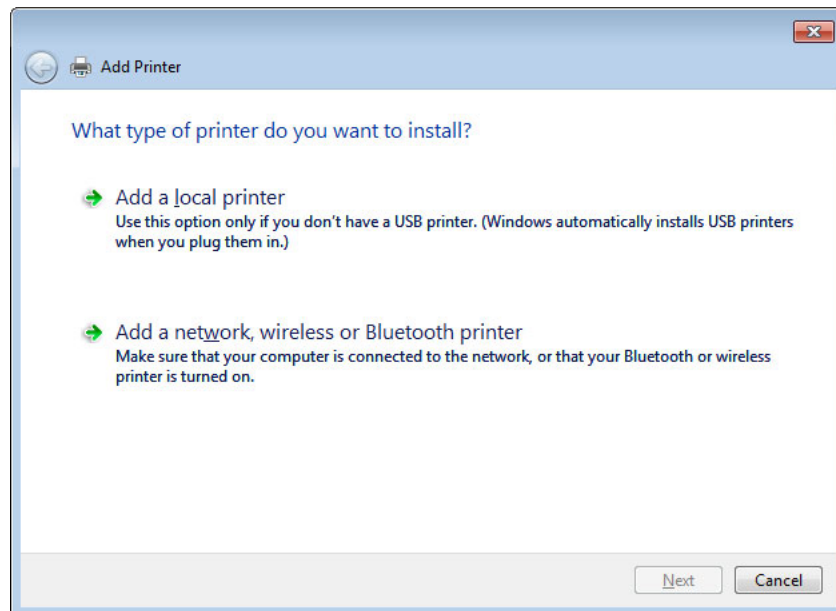 Add Printer
What type of printer do you want to install?
Add a local printer
Use this option only if you don't have a USB printer. (Windows automatically installs USB printers
when you plug them in.)
Add a network, wireless or Bluetooth printer
Make sure that your computer is connected to the network, or that your Bluetooth or wireless
printer is turned on.
Next
Cancel